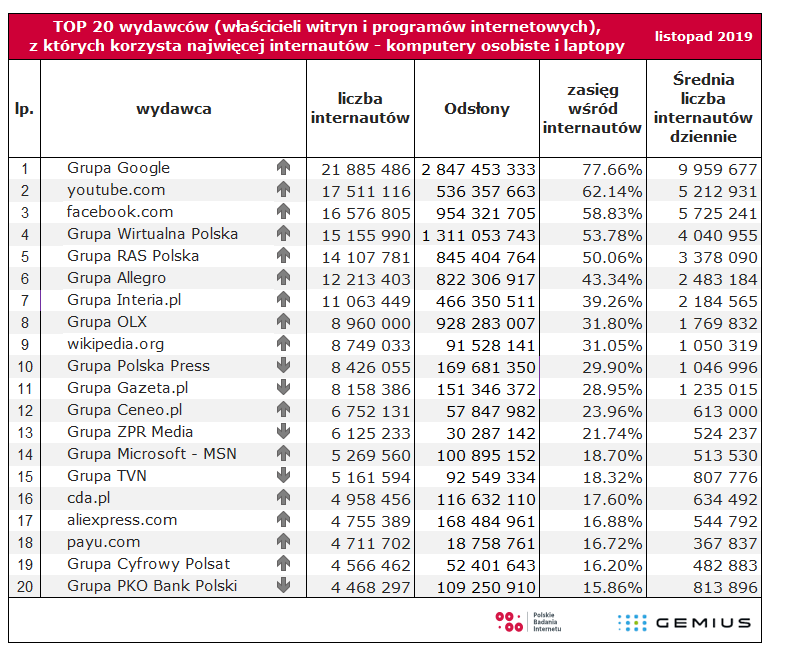 TOP 20 wydawców (właścicieli witryn i programów internetowych),
z których korzysta najwięcej internautów - komputery osobiste i laptopy
listopad 2019
lp. wydawca liczba internautów Odsłony zasięg wśród internautów Średnia liczba internautów dziennie
1 Grupa Google 21 885 486 2 847 453 333 77.66% 9 959 677
2 youtube.com 17 511 116 536 357 663 62.14% 5 212 931
3 facebook.com 16 576 805 954 321 705 58.83% 5 725 241
4 Grupa Wirtualna Polska 15 155 990 1 311 053 743 53.78% 4 040 955
5 Grupa RAS Polska 14 107 781 845 404 764 50.06% 3 378 090
6 Grupa Allegro 12 213 403 822 306 917 43.34% 2 483 184
7 Grupa Interia.pl 11 063 449 466 350 511 39.26% 2 184 565
8 Grupa OLX 8 960 000 928 283 007 31.80% 1 769 832
9 wikipedia.org 8 749 033 91 528 141 31.05% 1 050 319
10 Grupa Polska Press 8 426 055 169 681 350 29.90% 1 046 996
11 Grupa Gazeta.pl 8 158 386 151 346 372 28.95% 1 235 015
12 Grupa Ceneo.pl 6 752 131 57 847 982 23.96% 613 000
13 Grupa ZPR Media 6 125 233 30 287 142 21.74% 524 237
14 Grupa Microsoft - MSN 5 269 560 100 895 152 18.70% 513 530
15 Grupa TVN 5 161 594 92 549 334 18.32% 807 776
16 cda.pl 4 958 456 116 632 110 17.60% 634 492
17 aliexpress.com 4 755 389 168 484 961 16.88% 544 792
18 payu.com 4 711 702 18 758 761 16.72% 367 837
19 Grupa Cyfrowy Polsat 4 566 462 52 401 643 16.20% 482 883
20 Grupa PKO Bank Polski 4 468 297 109 250 910 15.86% 813 896
Polskie
Badania
Internetu
GEMIUS